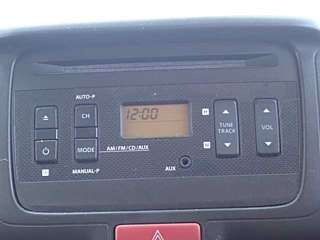 AUTO-P
CH
12:00
TUNE
TRACK
VOL
MODE
AM/FM/CD/AUX
AUX
MANUAL-P